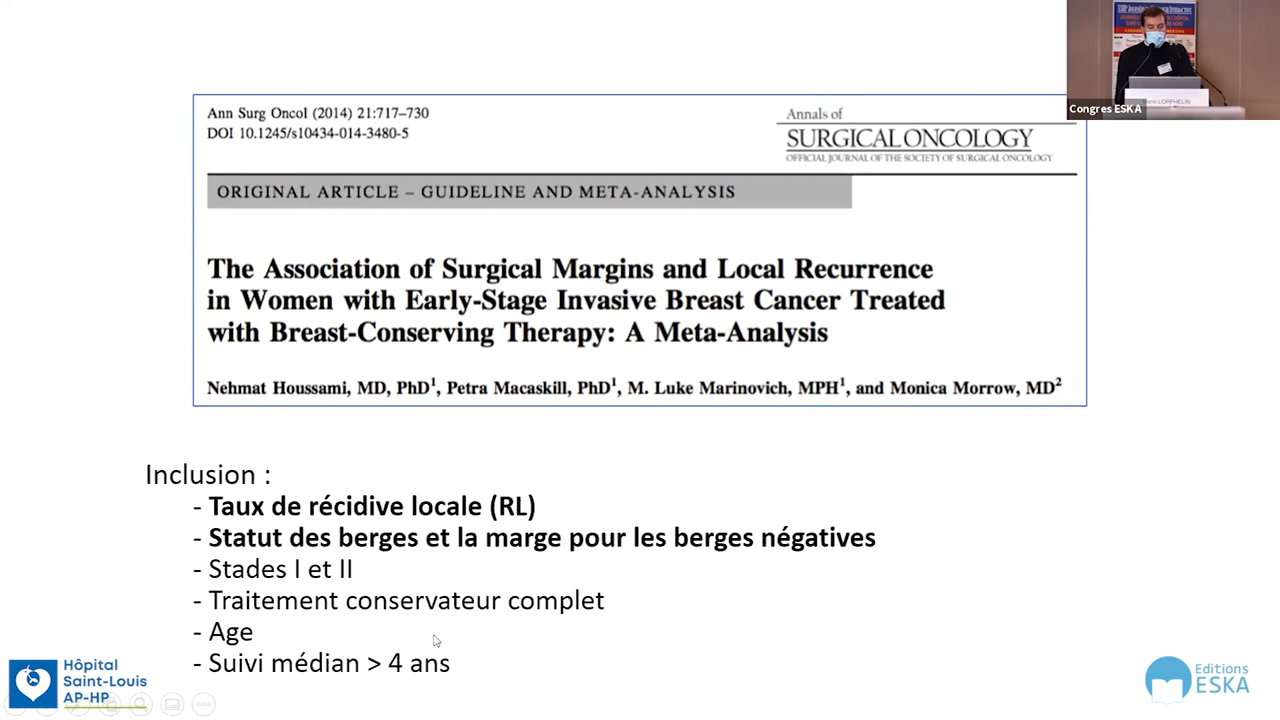 Congres ESKA
Ann Surg Oncol (2014) 21:717–730
DOI 10.1245/s10434-014-3480-5
Annals of
SURGICAL ONCOLOGY
OFFICIAL JOURNAL OF THE SOCIETY OF SURGICAL ONCOLOGY
ORIGINAL ARTICLE – GUIDELINE AND META-ANALYSIS
The Association of Surgical Margins and Local Recurrence
in Women with Early-Stage Invasive Breast Cancer Treated
with Breast-Conserving Therapy: A Meta-Analysis
Nehmat Houssami, MD, PhD¹, Petra Macaskill, PhD¹, M. Luke Marinovich, MPH¹, and Monica Morrow, MD²
Inclusion :
- Taux de récidive locale (RL)
- Statut des berges et la marge pour les berges négatives
- Stades I et II
- Traitement conservateur complet
- Age
- Suivi médian > 4 ans
Hôpital
Saint-Louis
AP-HP
Editions
ESKA